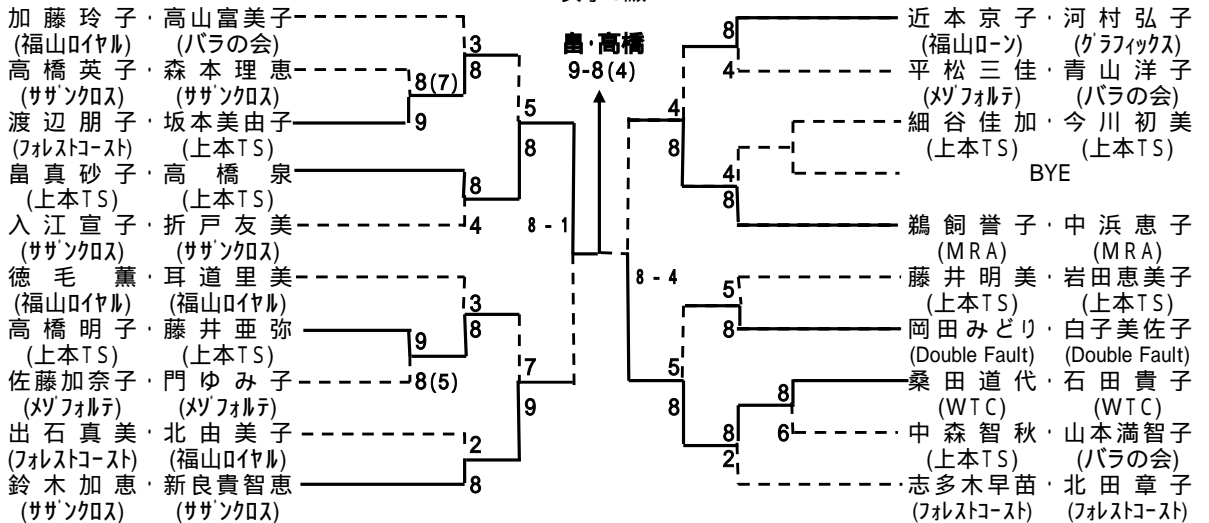 加藤玲子・高山富美子
(福山ロイヤル) (バラの会)
高橋英子・森本理恵
(サザンクロス) (サザンクロス)
渡辺朋子・坂本美由子
(フォレストコースト) (上本TS)
畠真砂子・高橋泉
(上本TS) (上本TS)
入江宣子・折戸友美
(サザンクロス) (サザンクロス)
徳毛薫・耳道里美
(福山ロイヤル) (福山ロイヤル)
高橋明子・藤井亜弥
(上本TS) (上本TS)
佐藤加奈子・門ゆみ子
(メゾフォルテ) (メゾフォルテ)
出石真美・北由美子
(フォレストコースト) (福山ロイヤル)
鈴木加恵・新良貴智恵
(サザンクロス) (サザンクロス)
8(7)
9
3
8
8
4
5
8
9
8(5)
3
8
2
8
7
9
8 - 1
畠・高橋
9-8(4)
8 - 4
4
8
5
8
8
4
4
8
5
8
8
2
8
6
近本京子・河村弘子
(福山ローン) (グラフィックス)
平松三佳・青山洋子
(メゾフォルテ) (バラの会)
細谷佳加・今川初美
(上本TS) (上本TS)
BYE
鵜飼誉子・中浜恵子
(MRA) (MRA)
藤井明美・岩田恵美子
(上本TS) (上本TS)
岡田みどり・白子美佐子
(Double Fault) (Double Fault)
桑田道代・石田貴子
(WTC) (WTC)
中森智秋・山本満智子
(上本TS) (バラの会)
志多木早苗・北田章子
(フォレストコースト) (フォレストコースト)